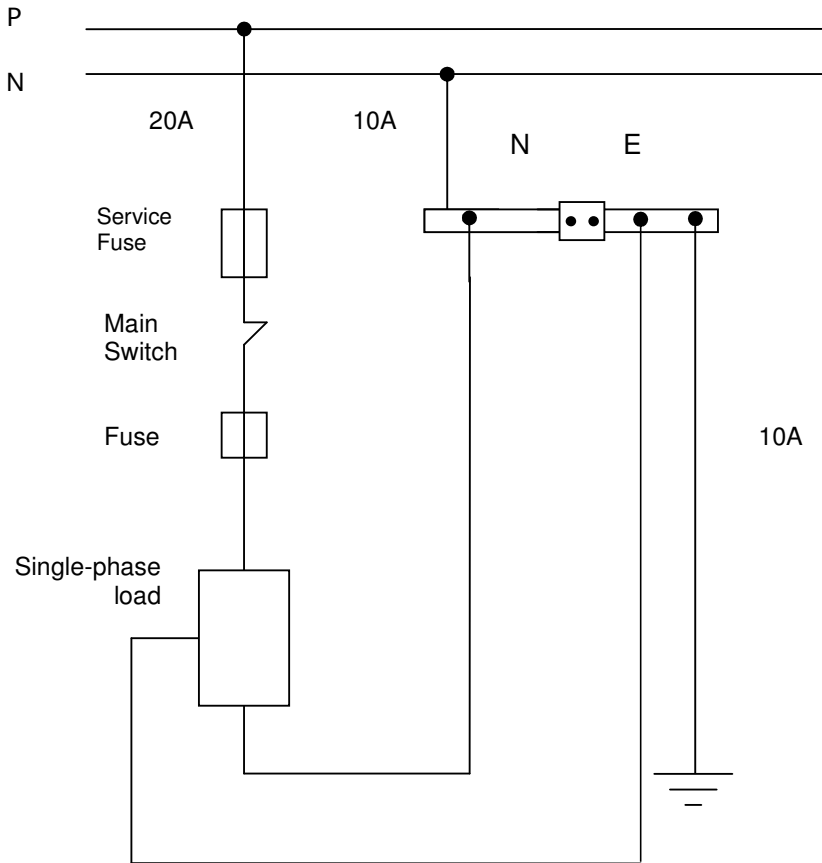 P
N
20A
10A
N
E
Service
Fuse
Main
Switch
Fuse
10A
Single-phase
load